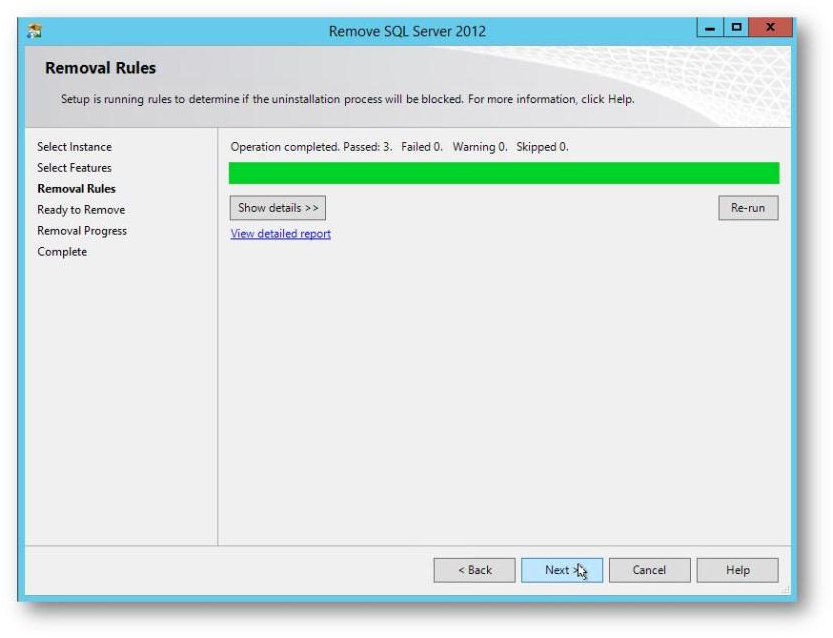 Remove SQL Server 2012
Removal Rules
Setup is running rules to determine if the uninstallation process will be blocked. For more information, click Help.
Select Instance
Select Features
Removal Rules
Ready to Remove
Removal Progress
Complete
Operation completed. Passed: 3. Failed 0. Warning 0. Skipped 0.
Show details >>
Re-run
View detailed report
< Back
Next >
Cancel
Help